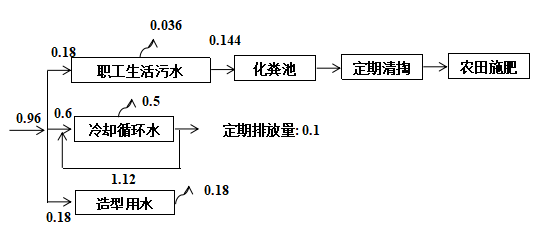 0.036
0.18
职工生活污水
0.144
化粪池
定期清掏
农田施肥
0.96
0.6
0.5
冷却循环水
定期排放量: 0.1
1.12
0.18
造型用水
0.18